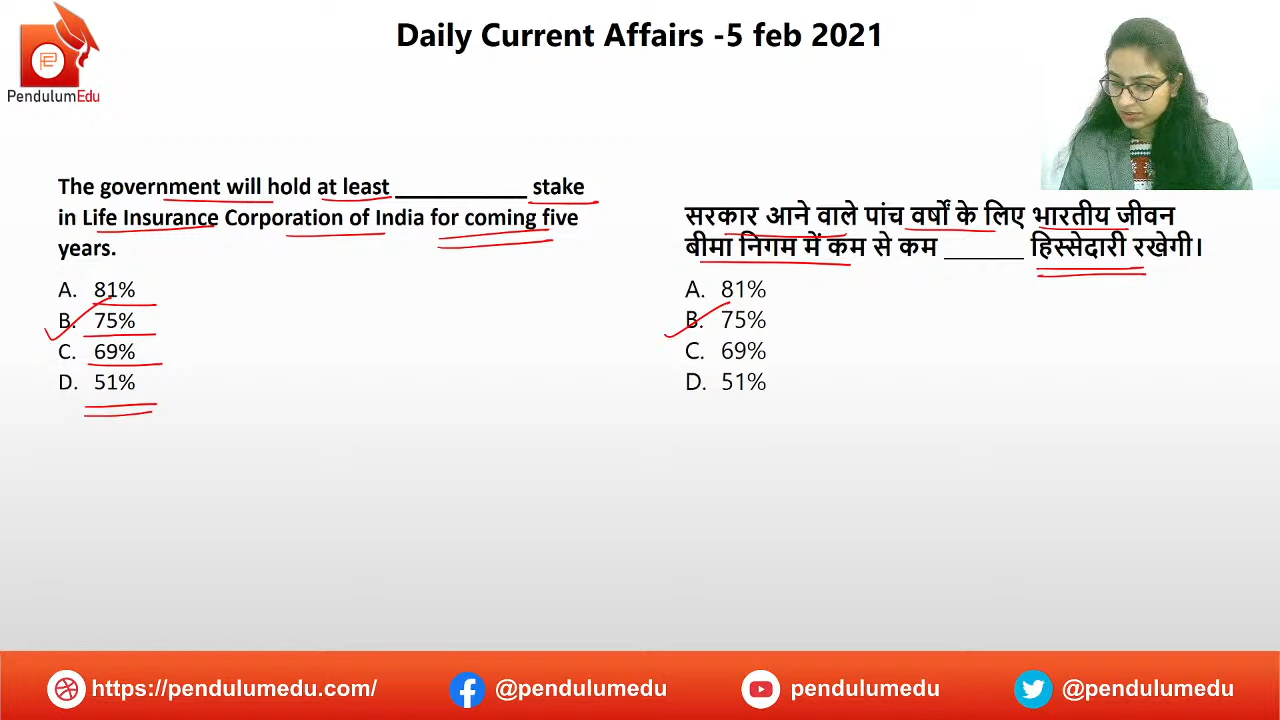 Daily Current Affairs -5 feb 2021
PendulumEdu
The government will hold at least ____________ stake
in Life Insurance Corporation of India for coming five
years.
A. 81%
B. 75%
C. 69%
D. 51%
सरकार आने वाले पांच वर्षों के लिए भारतीय जीवन
बीमा निगम में कम से कम _______ हिस्सेदारी रखेगी।
A. 81%
B. 75%
C. 69%
D. 51%
https://pendulumedu.com/
@pendulumedu
pendulumedu
@pendulumedu